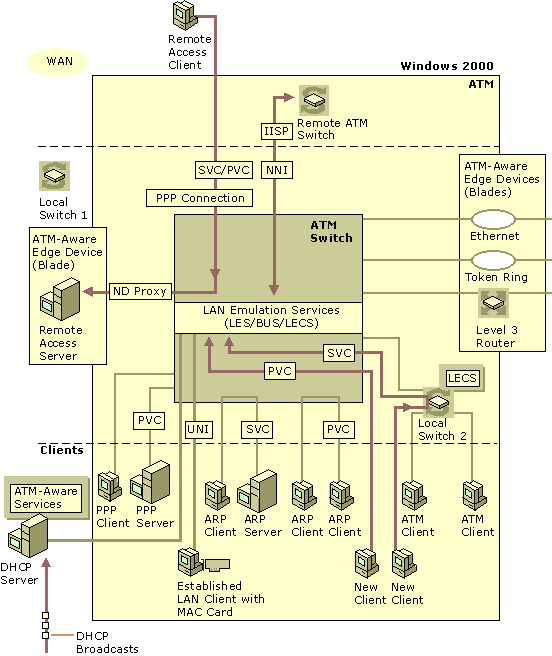 Remote
Access
Client
WAN
Windows 2000
ATM
IISP
Remote ATM
Switch
SVC/PVC
NNI
PPP Connection
Local
Switch 1
ATM-Aware
Edge Devices
(Blades)
Ethernet
Token Ring
Level 3
Router
ATM
Switch
ATM-Aware
Edge Device
(Blade)
ND Proxy
Remote
Access
Server
LAN Emulation Services
(LES/BUS/LECS)
SVC
PVC
LECS
Local
Switch 2
PVC
UNI
SVC
PVC
Clients
ATM-Aware
Services
DHCP
Server
PPP
Client
PPP
Server
ARP
Client
ARP
Server
ARP
Client
ARP
Client
ATM
Client
ATM
Client
Established
LAN Client with
MAC Card
New
Client
New
Client
DHCP
Broadcasts